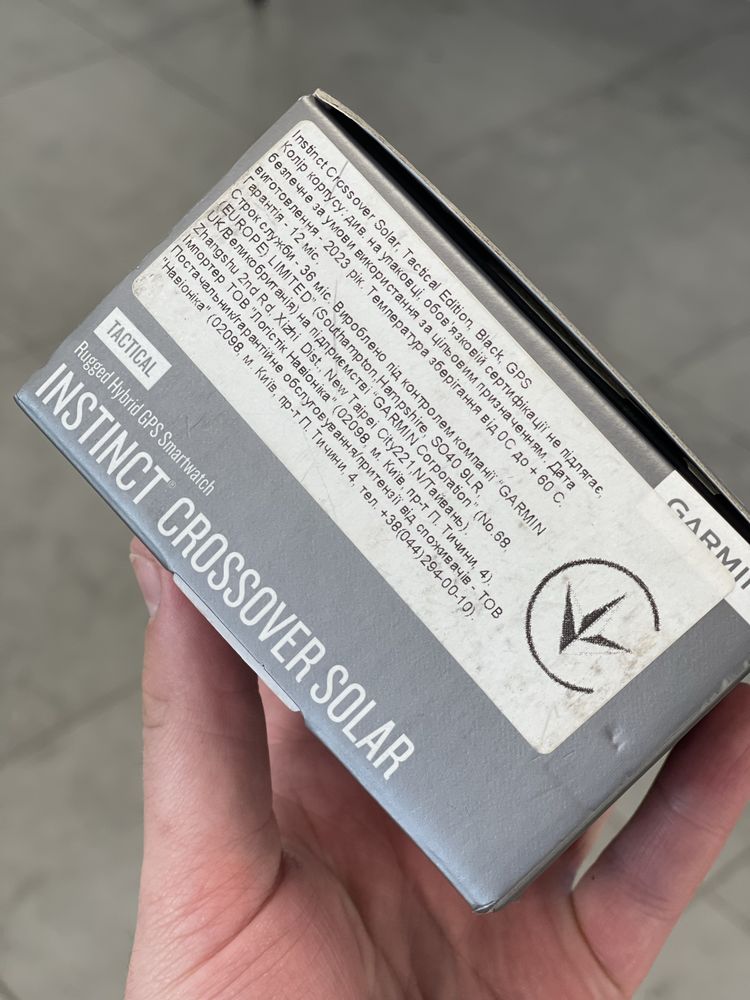 Instinct Crossover Solar, Tactical Edition, Black, GPS
Колір корпусу: див. на упаковці; обов'язковій сертифікації не підлягає,
безпечне за умови використання за цільовим призначенням. Дата
виготовлення - 2023 рік. Температура зберігання від 0С до + 60 С.
Гарантія - 12 міс.
Строк служби - 36 міс. Вироблено під контролем компанії "GARMIN
(EUROPE) LIMITED" (Southampton,Hampshire, SO40 9LR,
UK/Великобританія) на підприємстві "GARMIN Corporation" (No.68,
Zhangshu 2nd Rd, Xizhi Dist., New Taipei City221,N/Тайвань)
Імпортер ТОВ "Логістік Навіоніка" (02098, м. Київ, пр-т П. Тичини, 4).
Постачальник/гарантійне обслуговування/притензії від споживачів - ТОВ
"Навіоніка" (02098, м. Київ, пр-т П. Тичини, 4, тел. +38(044)294-00-10).
GARMIN
TACTICAL
Rugged Hybrid GPS Smartwatch
INSTINCT® CROSSOVER SOLAR